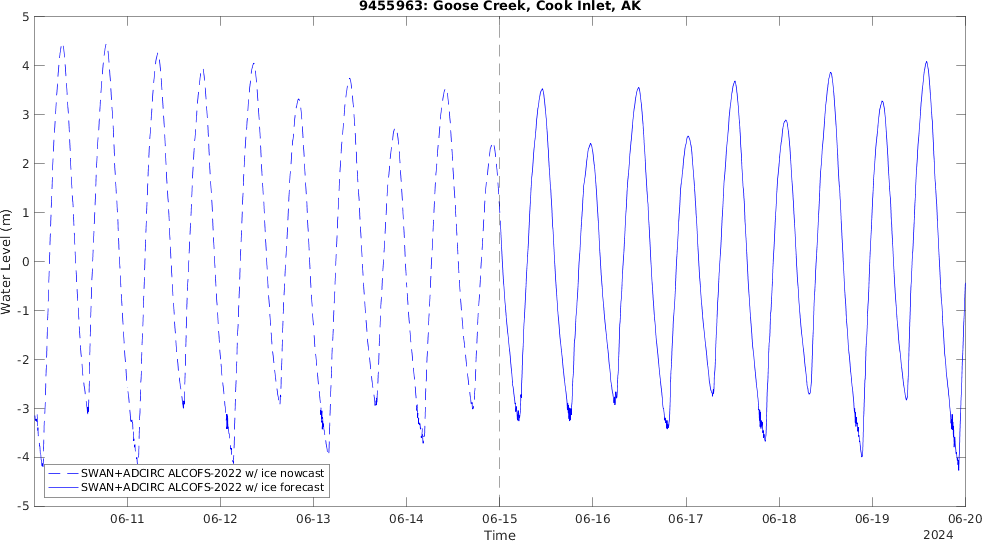 9455963: Goose Creek, Cook Inlet, AK
5
4
3
2
1
0
-1
-2
-3
-4
-5
Water Level (m)
SWAN+ADCIRC ALCOFS-2022 w/ ice nowcast
SWAN+ADCIRC ALCOFS-2022 w/ ice forecast
06-11 06-12 06-13 06-14 06-15 06-16 06-17 06-18 06-19 06-20
Time
2024